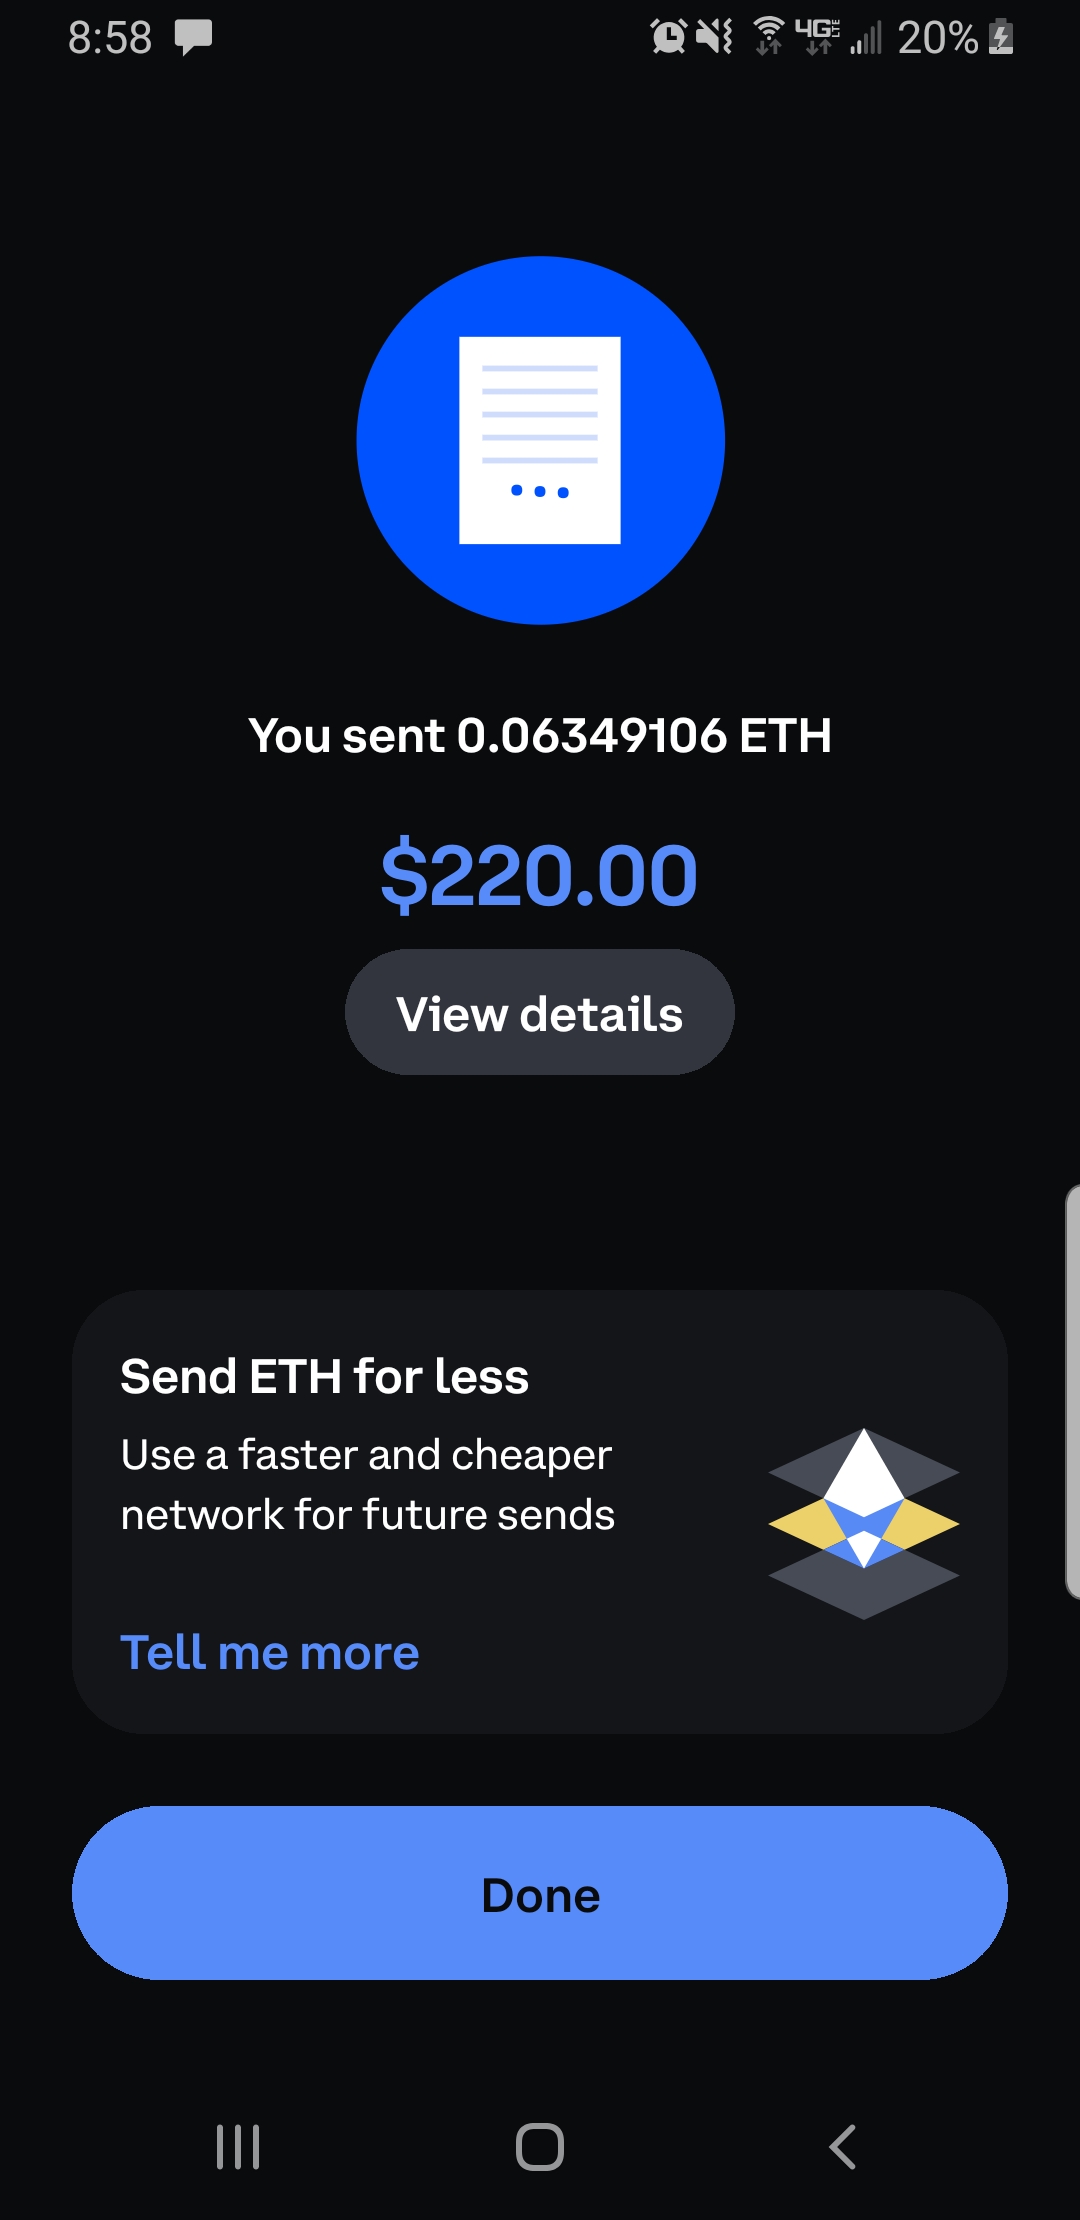 8:58
4G LTE 20%
You sent 0.06349106 ETH
$220.00
View details
Send ETH for less
Use a faster and cheaper
network for future sends
Tell me more
Done